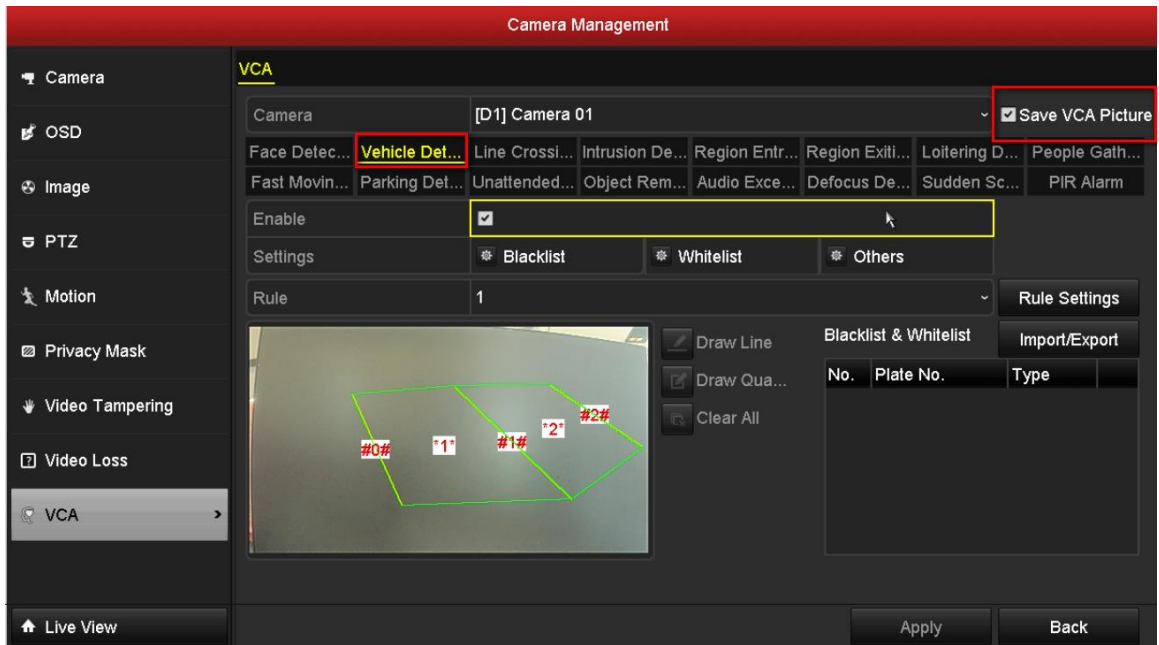 Camera Management
Camera
OSD
Image
PTZ
Motion
Privacy Mask
Video Tampering
Video Loss
VCA
Live View
VCA
Camera [D1] Camera 01 Save VCA Picture
Face Detec... Vehicle Det... Line Crossi... Intrusion De... Region Entr... Region Exiti... Loitering D... People Gath...
Fast Movin... Parking Det... Unattended... Object Rem... Audio Exce... Defocus De... Sudden Sc... PIR Alarm
Enable
Settings Blacklist Whitelist Others
Rule 1 Rule Settings
Draw Line
Draw Qua...
Clear All
#0# *1* #1# *2* #2#
Blacklist & Whitelist Import/Export
No. Plate No. Type
Apply Back